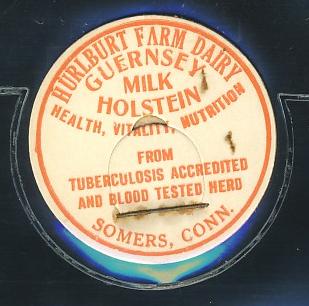 HURLBURT FARM DAIRY
GUERNSEY
MILK
HOLSTEIN
HEALTH, VITALITY, NUTRITION
FROM
TUBERCULOSIS ACCREDITED
AND BLOOD TESTED HERD
SOMERS, CONN.